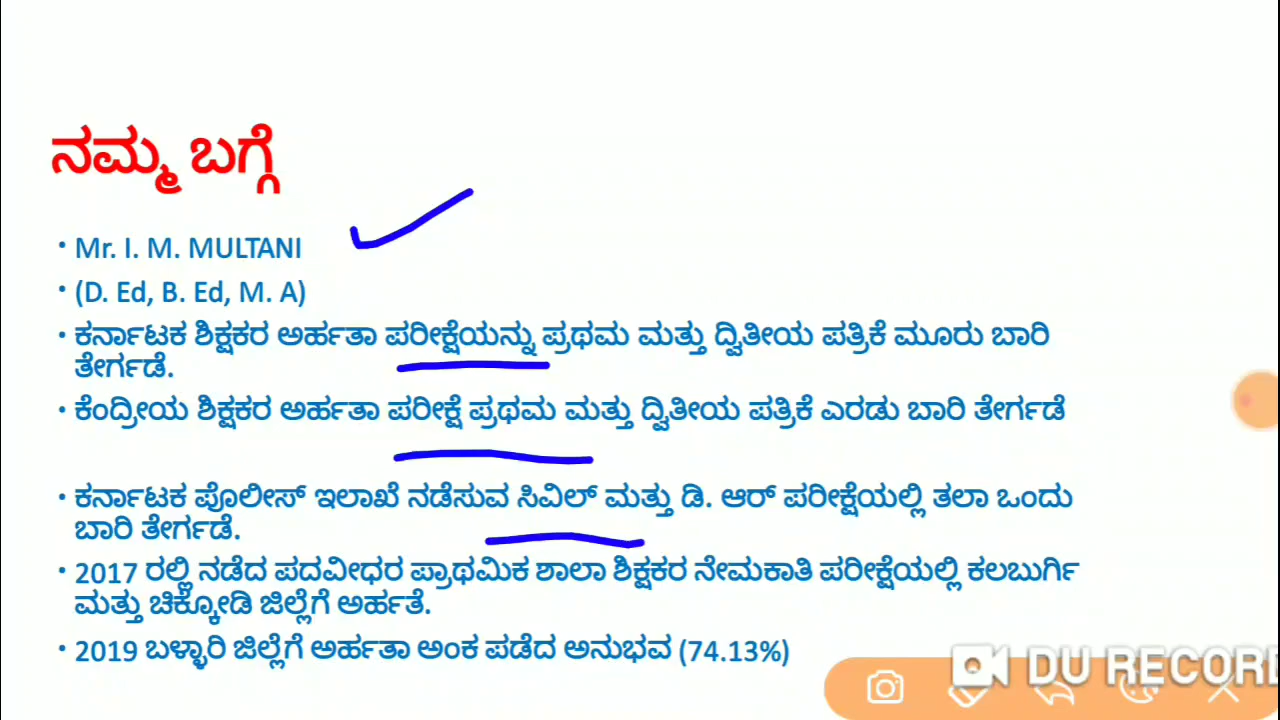 ನಮ್ಮ ಬಗ್ಗೆ
• Mr. I. M. MULTANI
• (D. Ed, B. Ed, M. A)
• ಕರ್ನಾಟಕ ಶಿಕ್ಷಕರ ಅರ್ಹತಾ ಪರೀಕ್ಷೆಯನ್ನು ಪ್ರಥಮ ಮತ್ತು ದ್ವಿತೀಯ ಪತ್ರಿಕೆ ಮೂರು ಬಾರಿ
ತೇರ್ಗಡೆ.
• ಕೆಂದ್ರೀಯ ಶಿಕ್ಷಕರ ಅರ್ಹತಾ ಪರೀಕ್ಷೆ ಪ್ರಥಮ ಮತ್ತು ದ್ವಿತೀಯ ಪತ್ರಿಕೆ ಎರಡು ಬಾರಿ ತೇರ್ಗಡೆ
• ಕರ್ನಾಟಕ ಪೊಲೀಸ್ ಇಲಾಖೆ ನಡೆಸುವ ಸಿವಿಲ್ ಮತ್ತು ಡಿ. ಆರ್ ಪರೀಕ್ಷೆಯಲ್ಲಿ ತಲಾ ಒಂದು
ಬಾರಿ ತೇರ್ಗಡೆ.
• 2017 ರಲ್ಲಿ ನಡೆದ ಪದವೀಧರ ಪ್ರಾಥಮಿಕ ಶಾಲಾ ಶಿಕ್ಷಕರ ನೇಮಕಾತಿ ಪರೀಕ್ಷೆಯಲ್ಲಿ ಕಲಬುರ್ಗಿ
ಮತ್ತು ಚಿಕ್ಕೋಡಿ ಜಿಲ್ಲೆಗೆ ಅರ್ಹತೆ.
• 2019 ಬಳ್ಳಾರಿ ಜಿಲ್ಲೆಗೆ ಅರ್ಹತಾ ಅಂಕ ಪಡೆದ ಅನುಭವ (74.13%)
DU RECORD